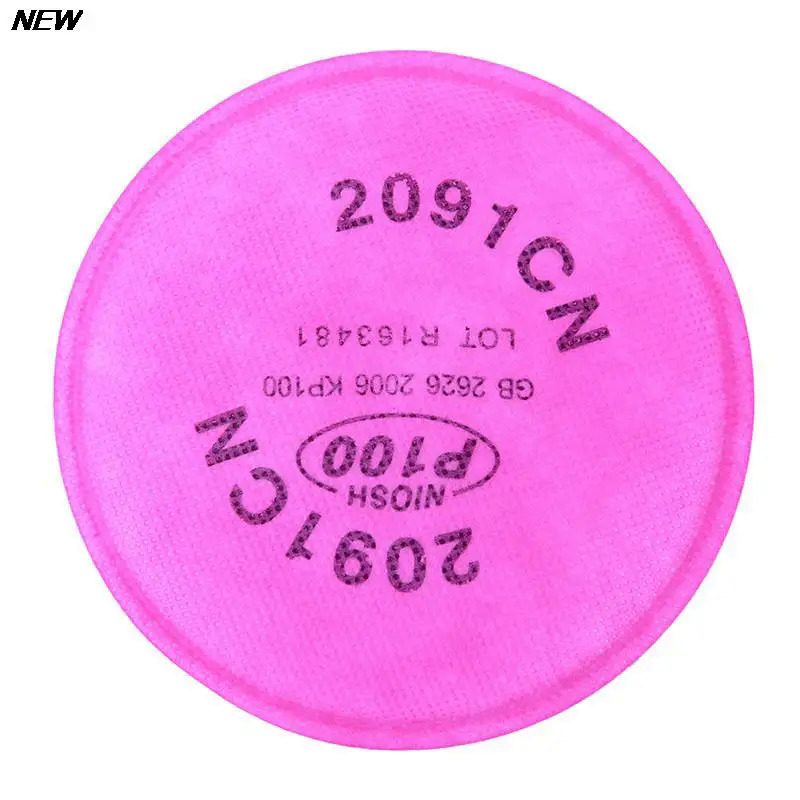 NEW
2091CN
LOT R163481
GB 2626 2006 KP100
P100
NIOSH
2091CN